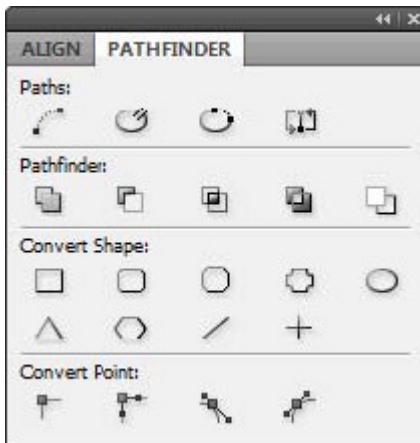 ALIGN PATHFINDER
Paths:
Pathfinder:
Convert Shape:
Convert Point: